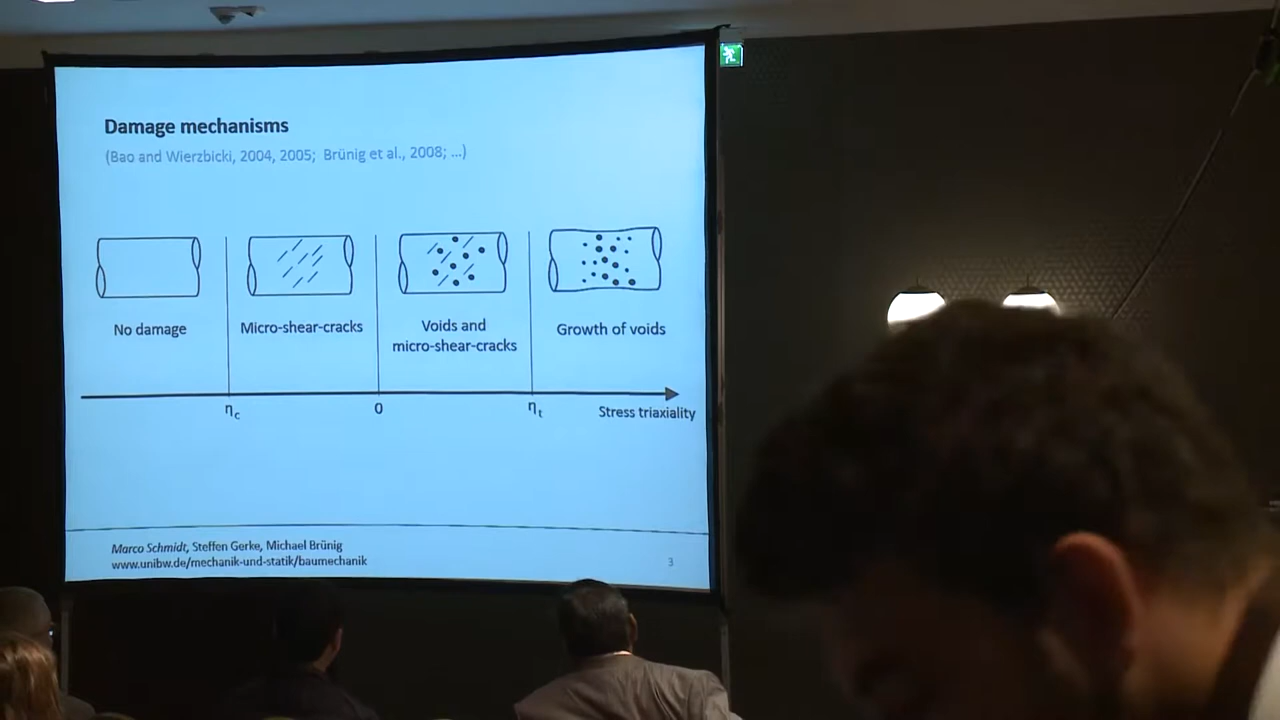 Damage mechanisms
(Bao and Wierzbicki, 2004, 2005; Brünig et al., 2008; ...)
No damage
Micro-shear-cracks
Voids and
micro-shear-cracks
Growth of voids
ηc
0
ηt
Stress triaxiality
Marco Schmidt, Steffen Gerke, Michael Brünig
www.unibw.de/mechanik-und-statik/baumechanik
3